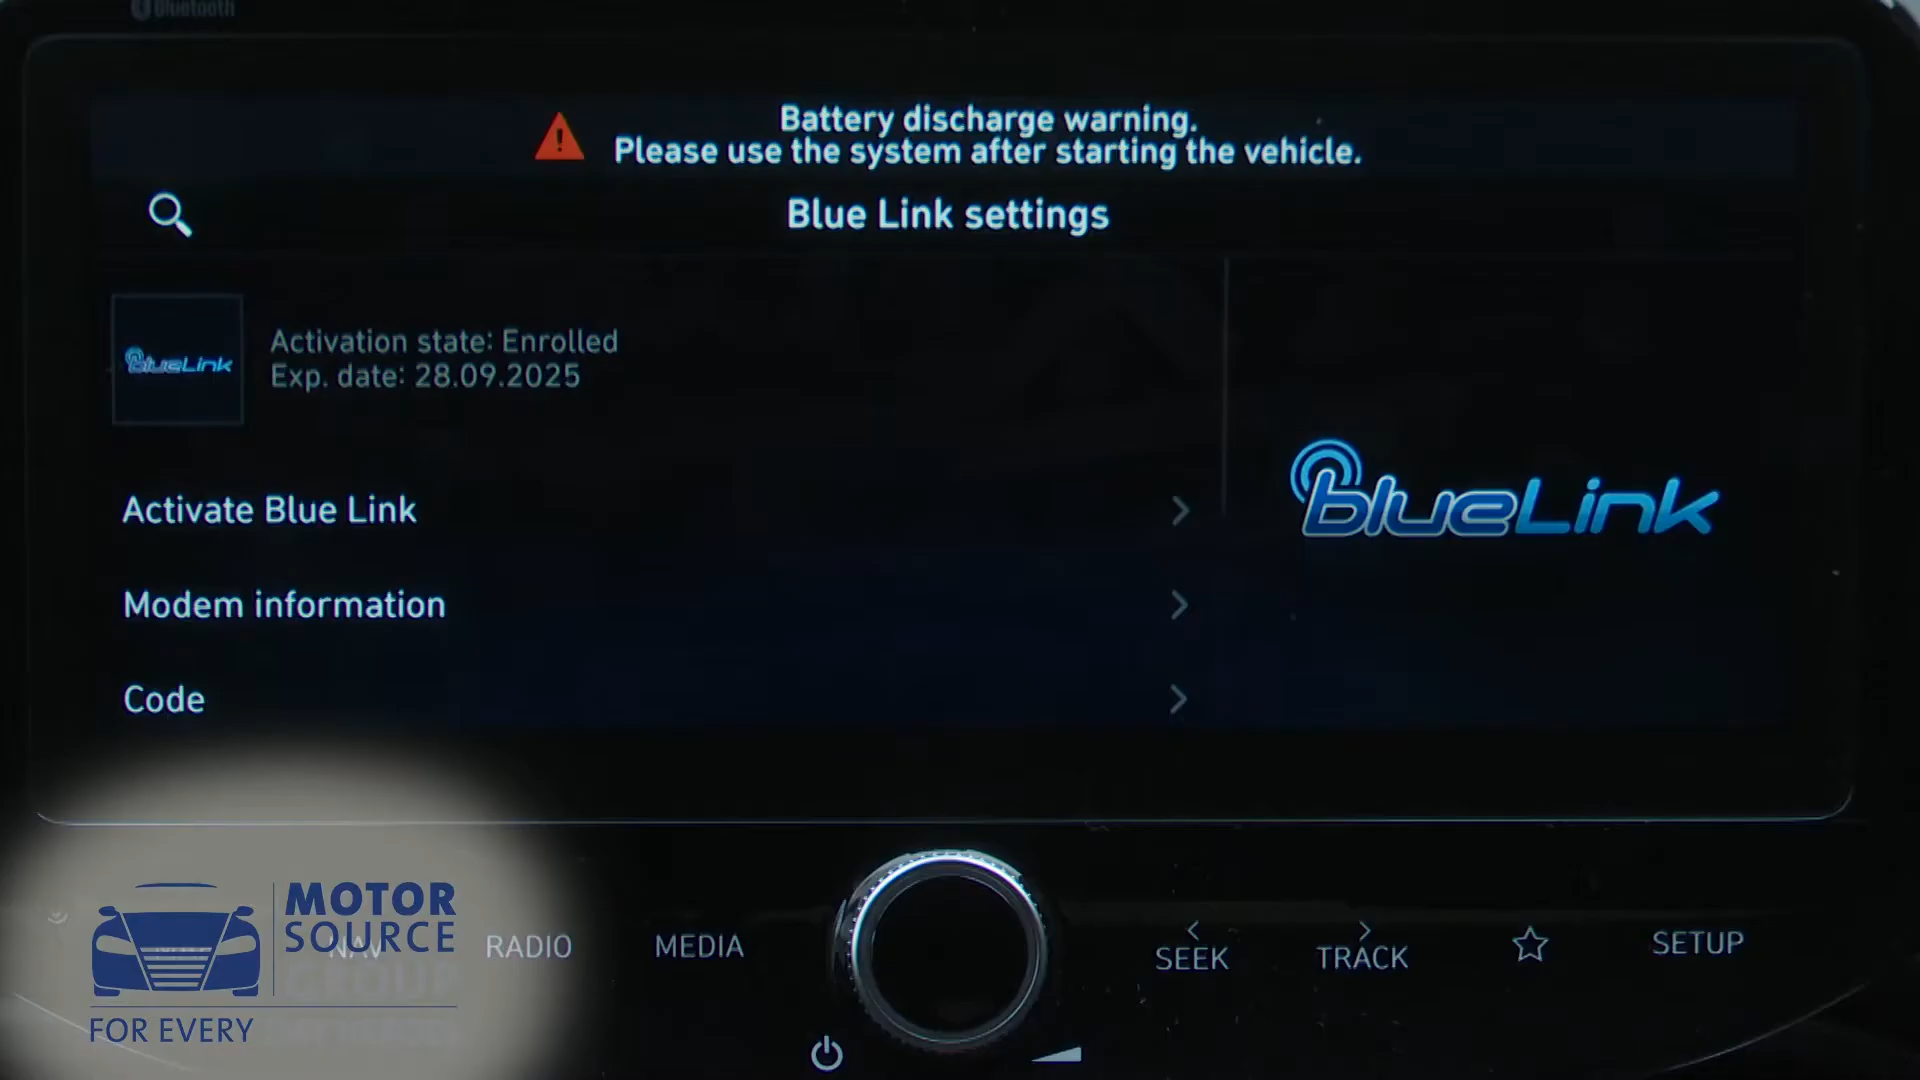 Bluetooth
Battery discharge warning.
Please use the system after starting the vehicle.
Blue Link settings
blueLink
Activation state: Enrolled
Exp. date: 28.09.2025
Activate Blue Link
Modem information
Code
blueLink
MOTOR
SOURCE
GROUP
FOR EVERY
NAV
RADIO
MEDIA
SEEK
TRACK
SETUP